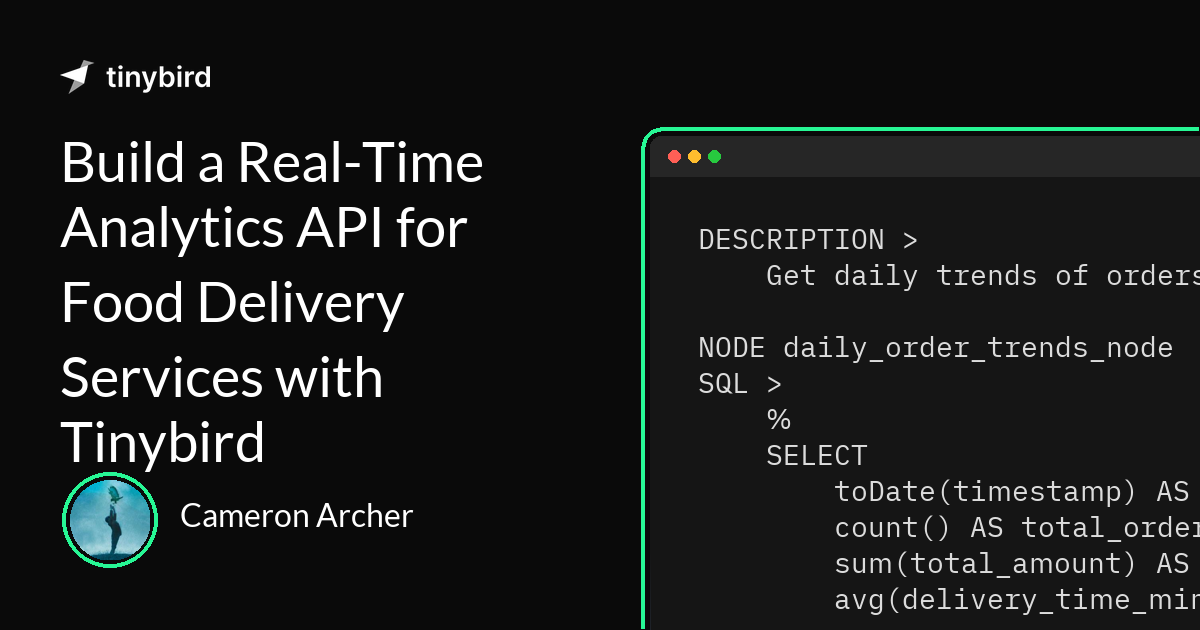 tinybird
Build a Real-Time
Analytics API for
Food Delivery
Services with
Tinybird
Cameron Archer
DESCRIPTION >
Get daily trends of orders
NODE daily_order_trends_node
SQL >
%
SELECT
toDate(timestamp) AS
count() AS total_order
sum(total_amount) AS
avg(delivery_time_min